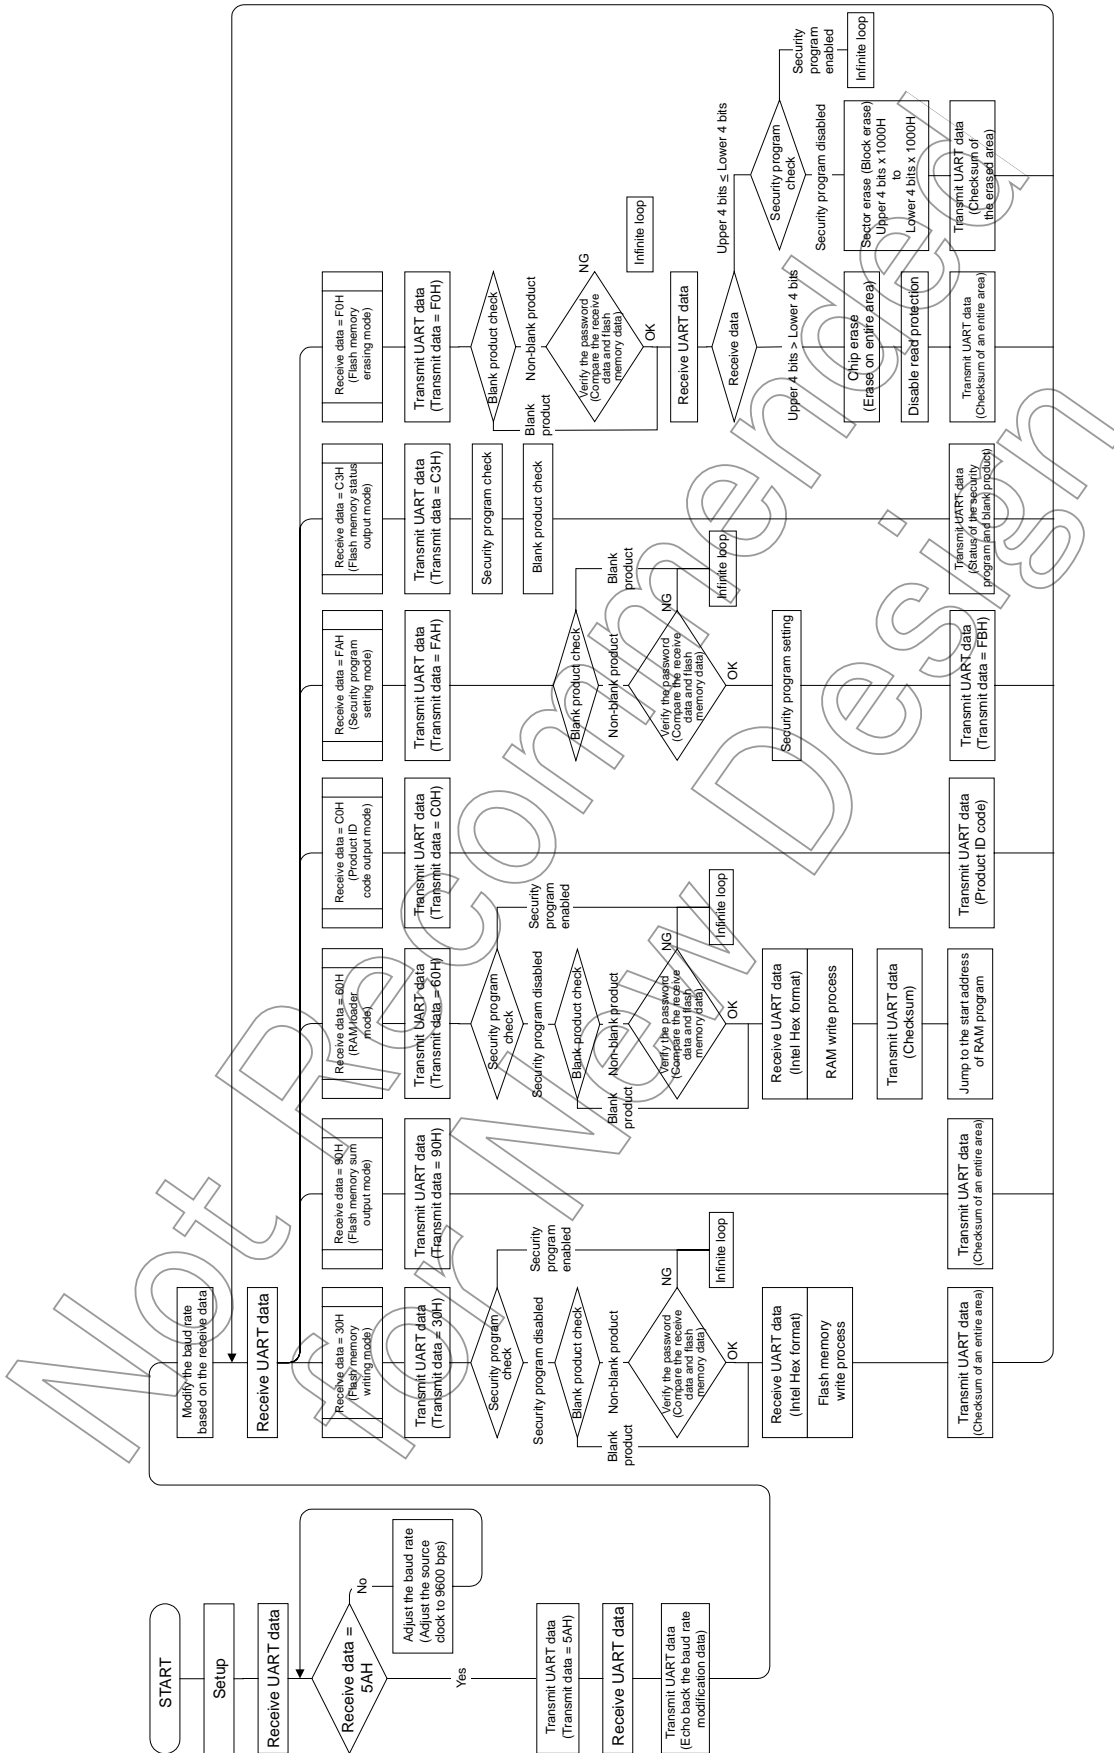 START
Setup
Receive UART data
Receive data =
5AH
No
Adjust the baud rate
(Adjust the source
clock to 9600 bps)
Yes
Transmit UART data
(Transmit data = 5AH)
Receive UART data
Transmit UART data
(Echo back the baud rate
modification data)
Modify the baud rate
based on the receive data
Receive UART data
Receive data = 30H
(Flash memory
writing mode)
Transmit UART data
(Transmit data = 30H)
Security program
check
Security program
enabled
Security program disabled
Blank product check
Blank
product
Non-blank product
Verify the password
(Compare the receive
data and flash
memory data)
NG
Infinite loop
OK
Receive UART data
(Intel Hex format)
Flash memory
write process
Transmit UART data
(Checksum of an entire area)
Receive data = 90H
(Flash memory sum
output mode)
Transmit UART data
(Transmit data = 90H)
Transmit UART data
(Checksum of an entire area)
Receive data = 60H
(RAM loader
mode)
Transmit UART data
(Transmit data = 60H)
Security program
check
Security
program
enabled
Security program disabled
Blank product check
Blank
product
Non-blank product
Verify the password
(Compare the receive
data and flash
memory data)
NG
Infinite loop
OK
Receive UART data
(Intel Hex format)
RAM write process
Transmit UART data
(Checksum)
Jump to the start address
of RAM program
Receive data = C0H
(Product ID
code output mode)
Transmit UART data
(Transmit data = C0H)
Transmit UART data
(Product ID code)
Receive data = FAH
(Security program
setting mode)
Transmit UART data
(Transmit data = FAH)
Blank product check
Blank
product
Non-blank product
Verify the password
(Compare the receive
data and flash
memory data)
NG
Infinite loop
OK
Security program setting
Transmit UART data
(Transmit data = FBH)
Receive data = C3H
(Flash memory status
output mode)
Transmit UART data
(Transmit data = C3H)
Security program check
Blank product check
Transmit UART data
(Status of the security
program and blank product)
Receive data = F0H
(Flash memory
erasing mode)
Transmit UART data
(Transmit data = F0H)
Blank product check
Blank
product
Non-blank product
Verify the password
(Compare the receive
data and flash
memory data)
NG
Infinite loop
OK
Receive UART data
Receive data
Upper 4 bits > Lower 4 bits
Chip erase
(Erase on entire area)
Disable read protection
Transmit UART data
(Checksum of an entire area)
Upper 4 bits ≤ Lower 4 bits
Security program
check
Security
program
enabled
Infinite loop
Security program disabled
Sector erase (Block erase)
Upper 4 bits x 1000H
to
Lower 4 bits x 1000H
Transmit UART data
(Checksum of
the erased area)
Not Recommended
for New Design